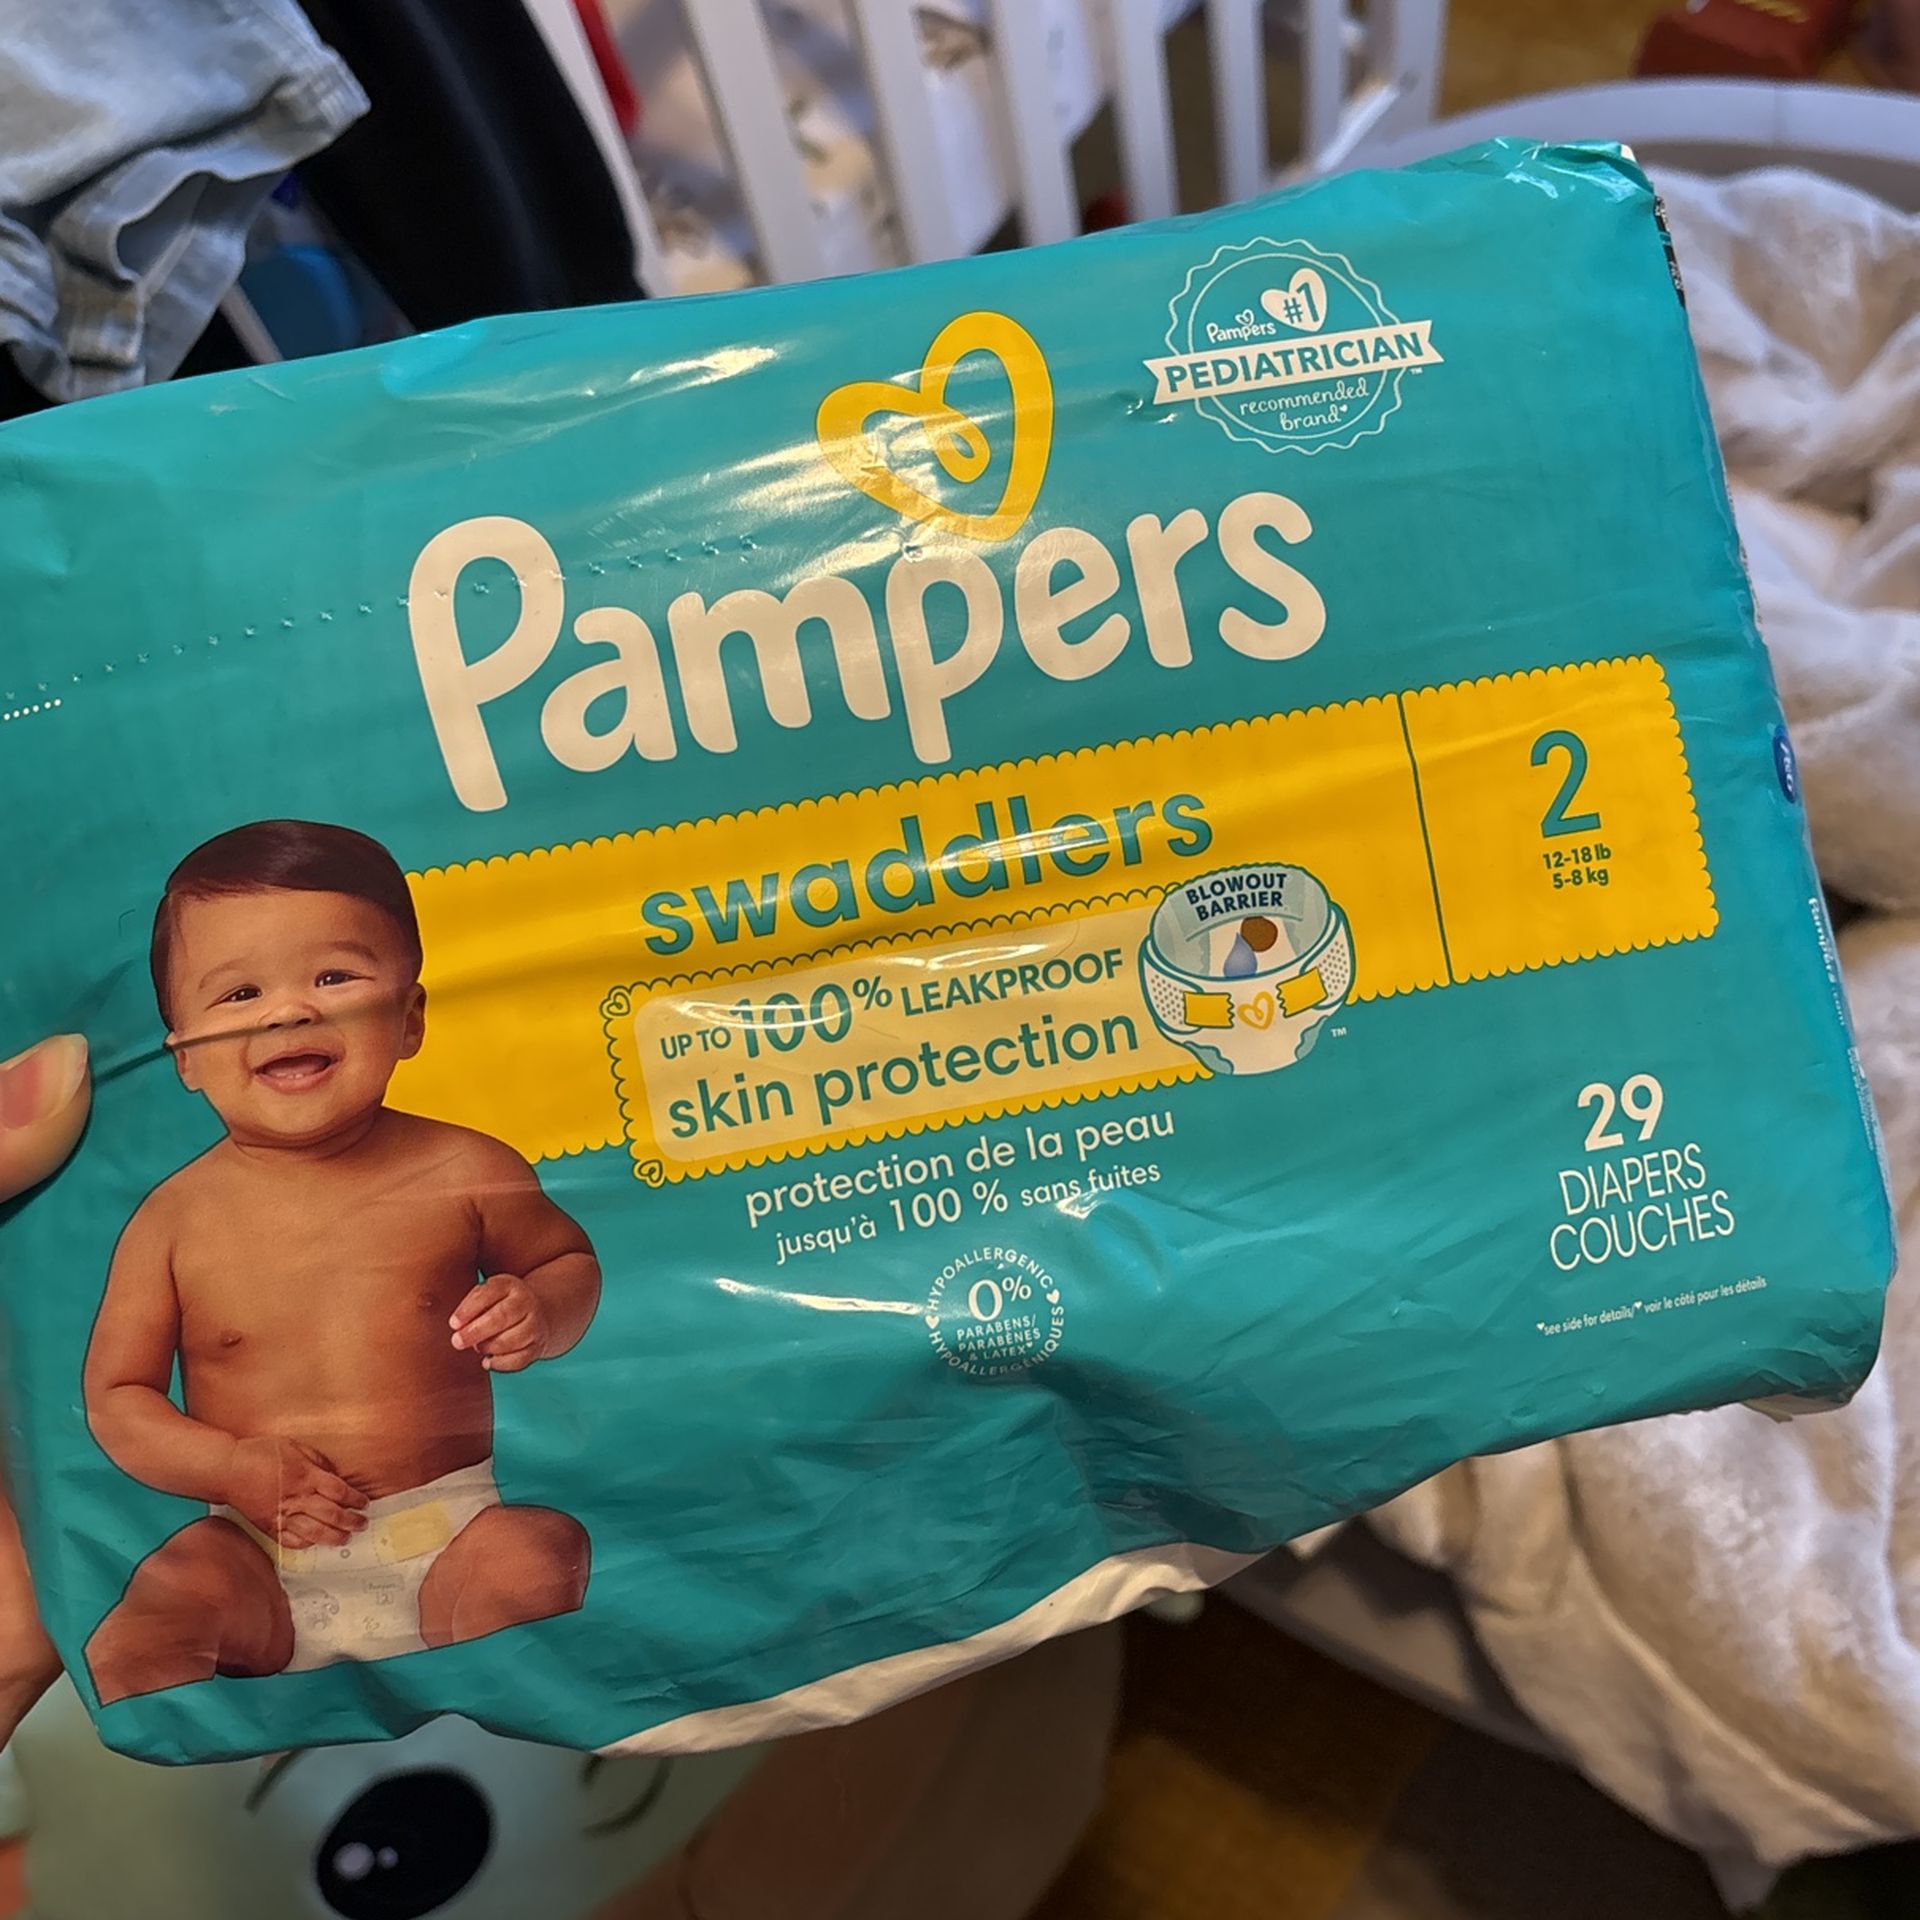 Pampers #1
PEDIATRICIAN™
recommended
brand♥
Pampers
swaddlers
2
12-18 lb
5-8 kg
BLOWOUT
BARRIER
UP TO 100% LEAKPROOF
skin protection
™
protection de la peau
jusqu'à 100 % sans fuites
29
DIAPERS
COUCHES
HYPOALLERGENIC♥
0%
PARABENS/
PARABÈNES
& LATEX♥
HYPOALLERGÉNIQUES♥
♥see side for details/♥ voir le côté pour les détails